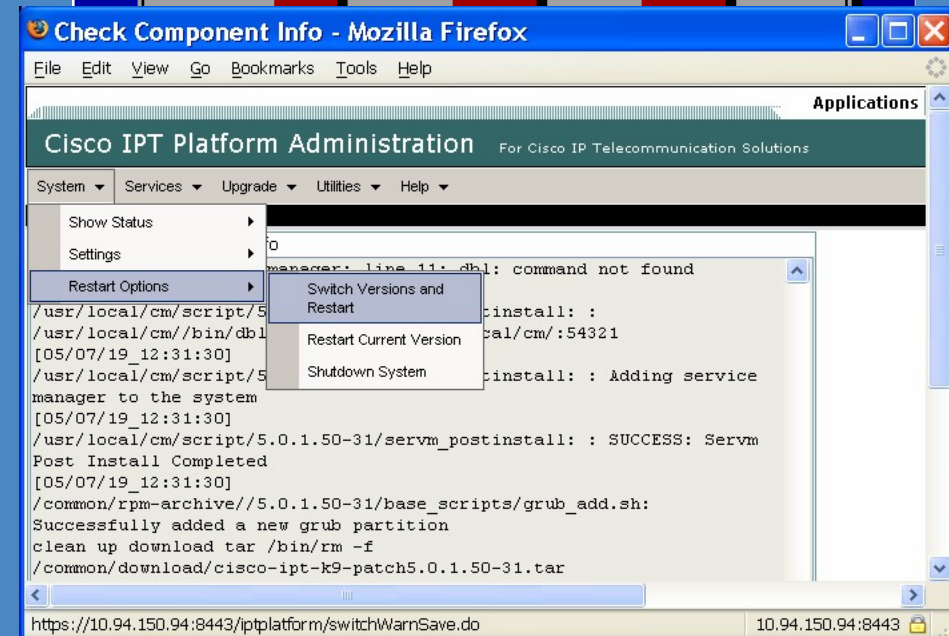 Check Component Info - Mozilla Firefox
File Edit View Go Bookmarks Tools Help
Applications
Cisco IPT Platform Administration For Cisco IP Telecommunication Solutions
System Services Upgrade Utilities Help
Show Status
Settings
Restart Options
Switch Versions and
Restart
Restart Current Version
Shutdown System
fo
manager: line 11: dbl: command not found
/usr/local/cm/script/5 tinstall: :
/usr/local/cm//bin/dbl cal/cm/:54321
[05/07/19_12:31:30]
/usr/local/cm/script/5 tinstall: : Adding service
manager to the system
[05/07/19_12:31:30]
/usr/local/cm/script/5.0.1.50-31/servm_postinstall: : SUCCESS: Servm
Post Install Completed
[05/07/19_12:31:30]
/common/rpm-archive//5.0.1.50-31/base_scripts/grub_add.sh:
Successfully added a new grub partition
clean up download tar /bin/rm -f
/common/download/cisco-ipt-k9-patch5.0.1.50-31.tar
https://10.94.150.94:8443/iptplatform/switchWarnSave.do 10.94.150.94:8443